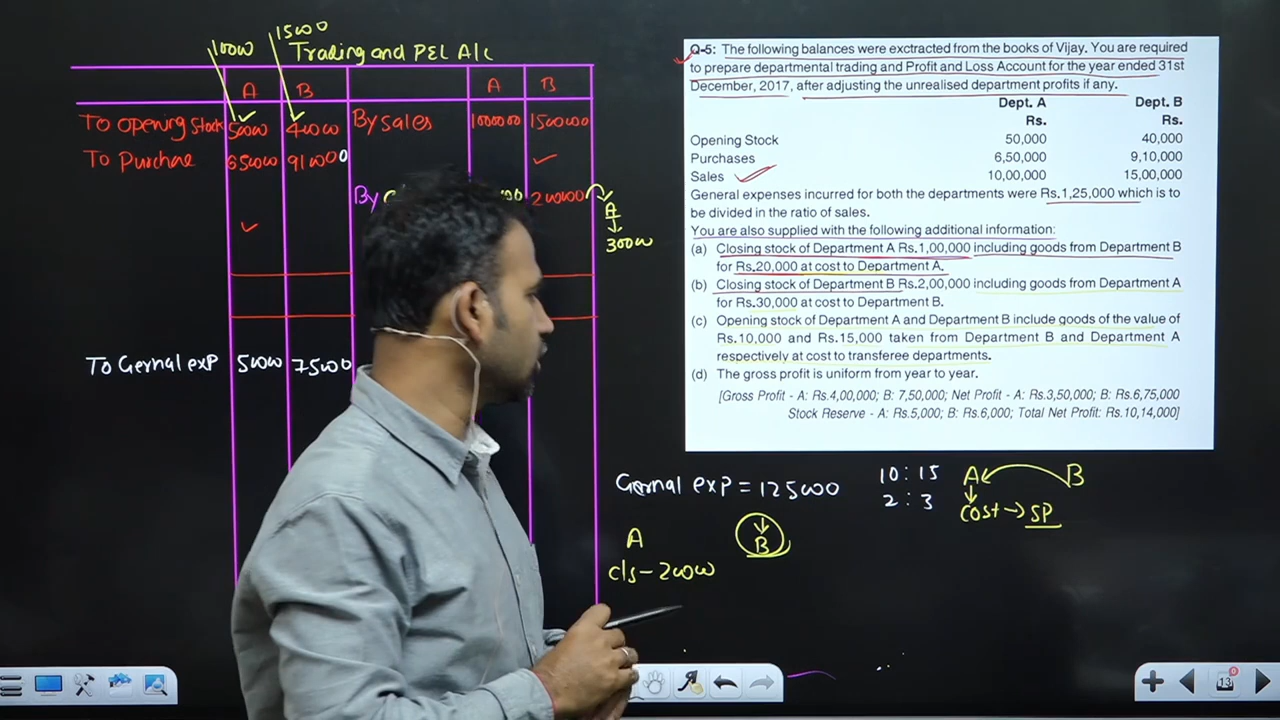 10000
15000
Trading and P&L A/c
A B A B
To Opening Stock 50000 40000 By Sales 1000000 1500000
To Purchase 650000 910000
By 200000
A
30000
To Gernal exp 50000 75000
Q-5: The following balances were exctracted from the books of Vijay. You are required
to prepare departmental trading and Profit and Loss Account for the year ended 31st
December, 2017, after adjusting the unrealised department profits if any.
Dept. A Dept. B
Rs. Rs.
Opening Stock 50,000 40,000
Purchases 6,50,000 9,10,000
Sales 10,00,000 15,00,000
General expenses incurred for both the departments were Rs.1,25,000 which is to
be divided in the ratio of sales.
You are also supplied with the following additional information:
(a) Closing stock of Department A Rs.1,00,000 including goods from Department B
for Rs.20,000 at cost to Department A.
(b) Closing stock of Department B Rs.2,00,000 including goods from Department A
for Rs.30,000 at cost to Department B.
(c) Opening stock of Department A and Department B include goods of the value of
Rs.10,000 and Rs.15,000 taken from Department B and Department A
respectively at cost to transferee departments.
(d) The gross profit is uniform from year to year.
[Gross Profit - A: Rs.4,00,000; B: 7,50,000; Net Profit - A: Rs.3,50,000; B: Rs.6,75,000
Stock Reserve - A: Rs.5,000; B: Rs.6,000; Total Net Profit: Rs.10,14,000]
Gernal exp = 125000 10:15 A B
2:3 Cost → SP
A B
cls - 20000
13